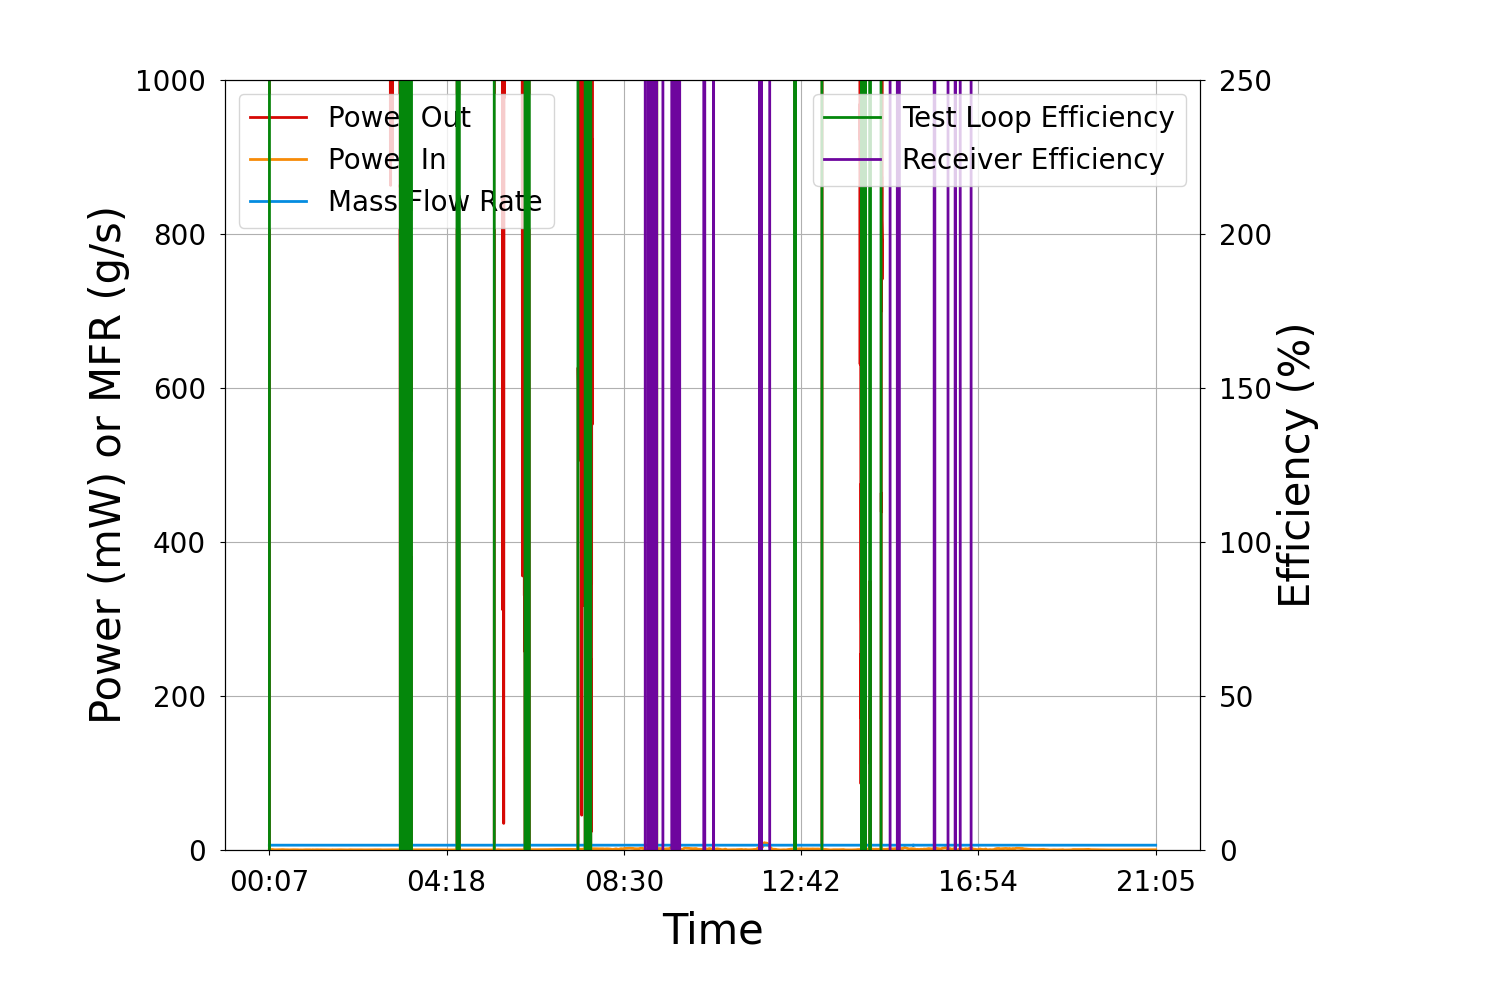 1000
800
600
400
200
0
Power (mW) or MFR (g/s)
Power Out
Power In
Mass Flow Rate
Test Loop Efficiency
Receiver Efficiency
250
200
150
100
50
0
Efficiency (%)
00:07 04:18 08:30 12:42 16:54 21:05
Time